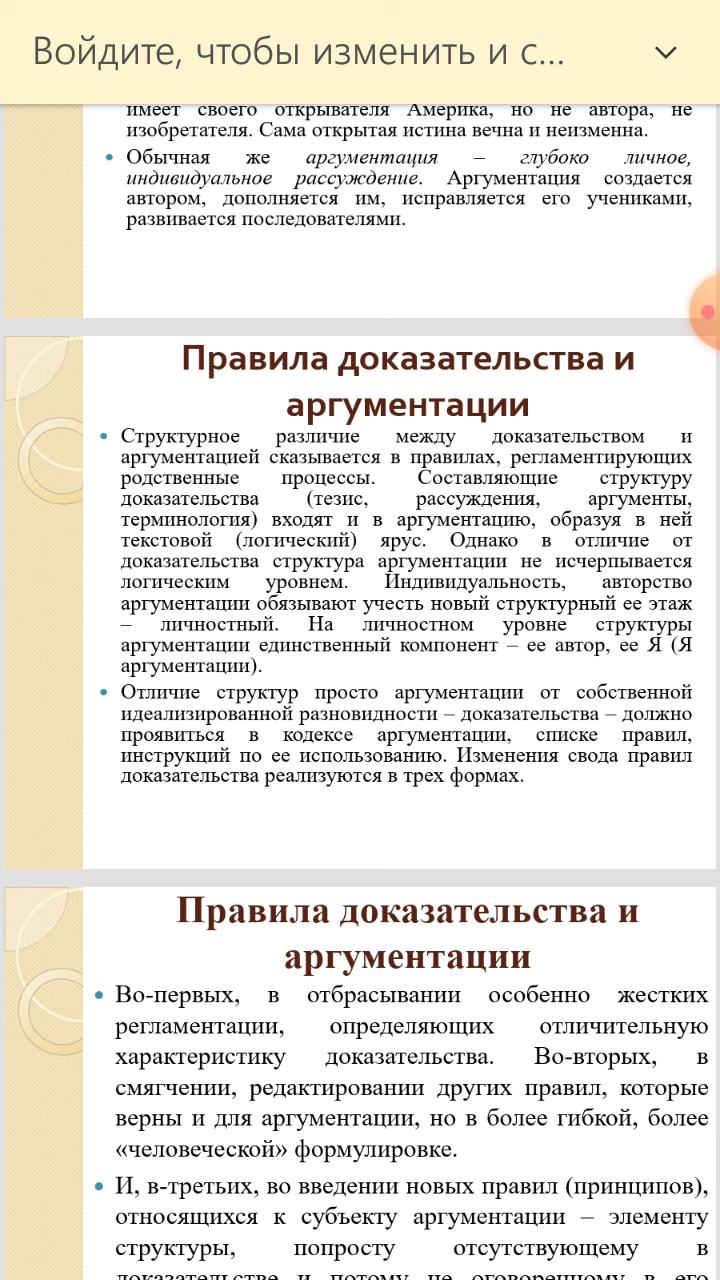 Войдите, чтобы изменить и с...
имеет своего открывателя Америка, но не автора, не
изобретателя. Сама открытая истина вечна и неизменна.
• Обычная же аргументация – глубоко личное,
индивидуальное рассуждение. Аргументация создается
автором, дополняется им, исправляется его учениками,
развивается последователями.
Правила доказательства и
аргументации
• Структурное различие между доказательством и
аргументацией сказывается в правилах, регламентирующих
родственные процессы. Составляющие структуру
доказательства (тезис, рассуждения, аргументы,
терминология) входят и в аргументацию, образуя в ней
текстовой (логический) ярус. Однако в отличие от
доказательства структура аргументации не исчерпывается
логическим уровнем. Индивидуальность, авторство
аргументации обязывают учесть новый структурный ее этаж
– личностный. На личностном уровне структуры
аргументации единственный компонент – ее автор, ее Я (Я
аргументации).
• Отличие структур просто аргументации от собственной
идеализированной разновидности – доказательства – должно
проявиться в кодексе аргументации, списке правил,
инструкций по ее использованию. Изменения свода правил
доказательства реализуются в трех формах.
Правила доказательства и
аргументации
• Во-первых, в отбрасывании особенно жестких
регламентации, определяющих отличительную
характеристику доказательства. Во-вторых, в
смягчении, редактировании других правил, которые
верны и для аргументации, но в более гибкой, более
«человеческой» формулировке.
• И, в-третьих, во введении новых правил (принципов),
относящихся к субъекту аргументации – элементу
структуры, попросту отсутствующему в
доказательстве и потому не оговоренному в его